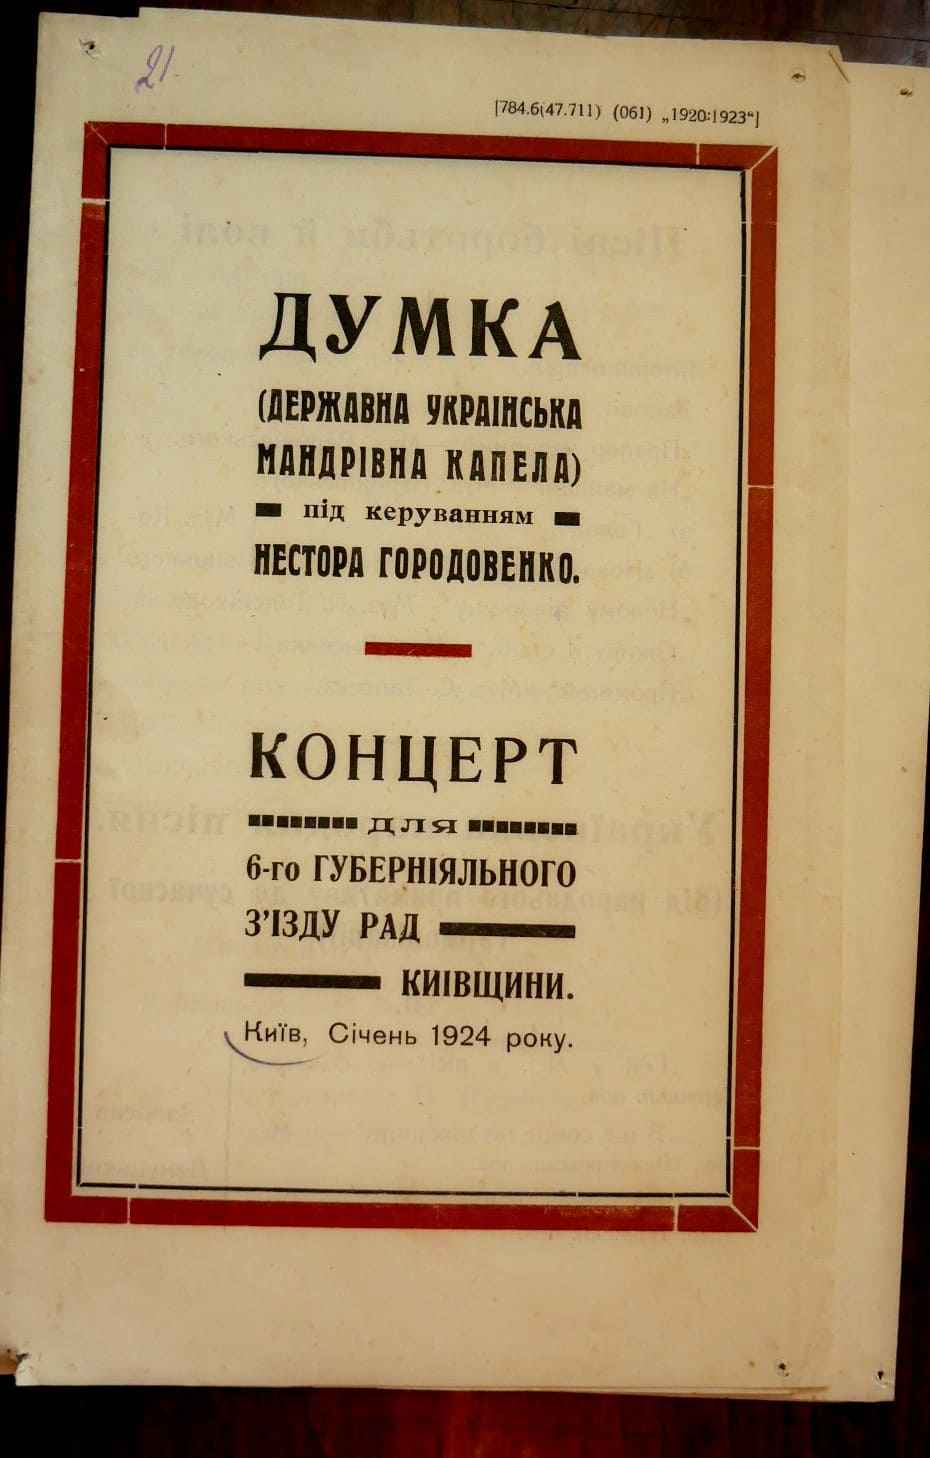 21.
[784.6(47.711) (061) „1920:1923“]
ДУМКА
(ДЕРЖАВНА УКРАІНСЬКА
МАНДРІВНА КАПЕЛА)
під керуванням
НЕСТОРА ГОРОДОВЕНКО.
КОНЦЕРТ
для
6-го ГУБЕРНІЯЛЬНОГО
З'ІЗДУ РАД
КИІВЩИНИ.
Київ, Січень 1924 року.